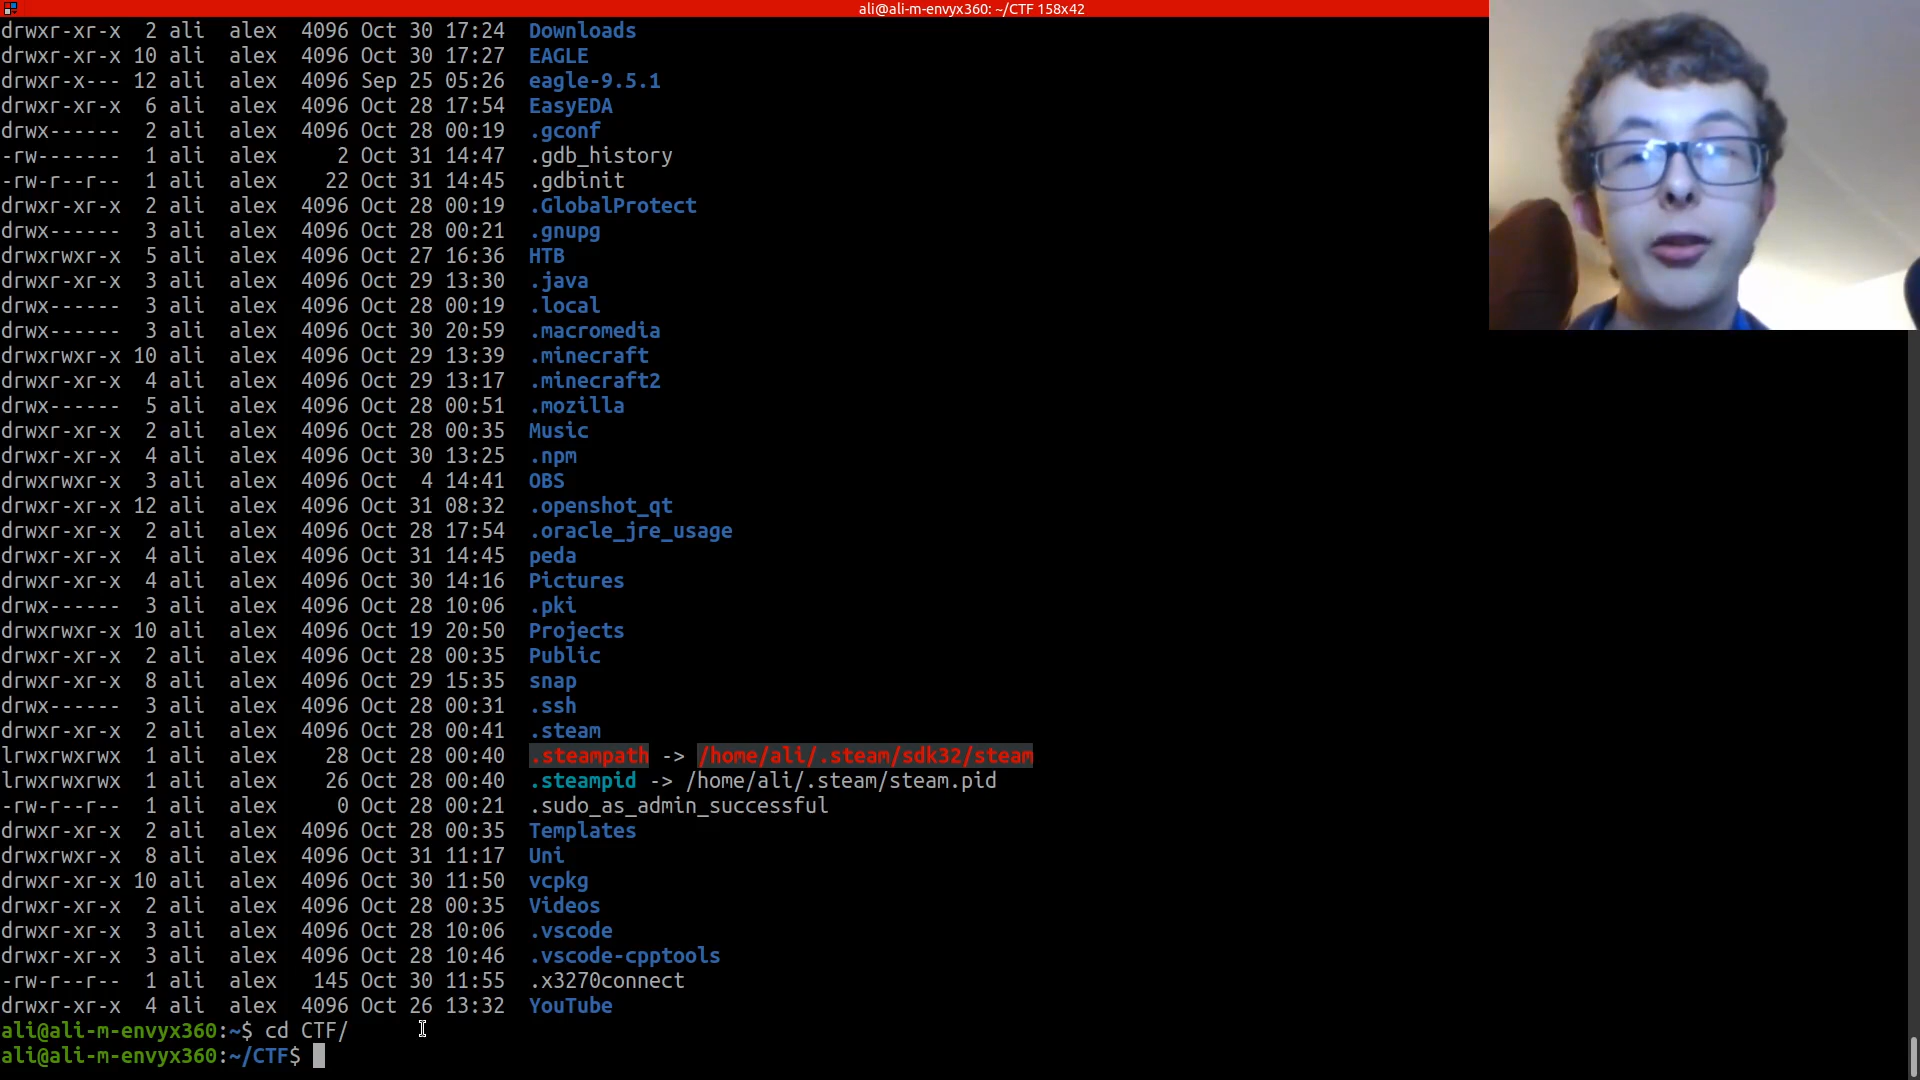 ali@ali-m-envyx360: ~/CTF 158x42
drwxr-xr-x  2 ali  alex  4096 Oct 30 17:24  Downloads
drwxr-xr-x 10 ali  alex  4096 Oct 30 17:27  EAGLE
drwxr-x--- 12 ali  alex  4096 Sep 25 05:26  eagle-9.5.1
drwxr-xr-x  6 ali  alex  4096 Oct 28 17:54  EasyEDA
drwx------  2 ali  alex  4096 Oct 28 00:19  .gconf
-rw-------  1 ali  alex     2 Oct 31 14:47  .gdb_history
-rw-r--r--  1 ali  alex    22 Oct 31 14:45  .gdbinit
drwxr-xr-x  2 ali  alex  4096 Oct 28 00:19  .GlobalProtect
drwx------  3 ali  alex  4096 Oct 28 00:21  .gnupg
drwxrwxr-x  5 ali  alex  4096 Oct 27 16:36  HTB
drwxr-xr-x  3 ali  alex  4096 Oct 29 13:30  .java
drwx------  3 ali  alex  4096 Oct 28 00:19  .local
drwx------  3 ali  alex  4096 Oct 30 20:59  .macromedia
drwxrwxr-x 10 ali  alex  4096 Oct 29 13:39  .minecraft
drwxr-xr-x  4 ali  alex  4096 Oct 29 13:17  .minecraft2
drwx------  5 ali  alex  4096 Oct 28 00:51  .mozilla
drwxr-xr-x  2 ali  alex  4096 Oct 28 00:35  Music
drwxr-xr-x  4 ali  alex  4096 Oct 30 13:25  .npm
drwxrwxr-x  3 ali  alex  4096 Oct  4 14:41  OBS
drwxr-xr-x 12 ali  alex  4096 Oct 31 08:32  .openshot_qt
drwxr-xr-x  2 ali  alex  4096 Oct 28 17:54  .oracle_jre_usage
drwxr-xr-x  4 ali  alex  4096 Oct 31 14:45  peda
drwxr-xr-x  4 ali  alex  4096 Oct 30 14:16  Pictures
drwx------  3 ali  alex  4096 Oct 28 10:06  .pki
drwxrwxr-x 10 ali  alex  4096 Oct 19 20:50  Projects
drwxr-xr-x  2 ali  alex  4096 Oct 28 00:35  Public
drwxr-xr-x  8 ali  alex  4096 Oct 29 15:35  snap
drwx------  3 ali  alex  4096 Oct 28 00:31  .ssh
drwxr-xr-x  2 ali  alex  4096 Oct 28 00:41  .steam
lrwxrwxrwx  1 ali  alex    28 Oct 28 00:40  .steampath -> /home/ali/.steam/sdk32/steam
lrwxrwxrwx  1 ali  alex    26 Oct 28 00:40  .steampid -> /home/ali/.steam/steam.pid
-rw-r--r--  1 ali  alex     0 Oct 28 00:21  .sudo_as_admin_successful
drwxr-xr-x  2 ali  alex  4096 Oct 28 00:35  Templates
drwxrwxr-x  8 ali  alex  4096 Oct 31 11:17  Uni
drwxr-xr-x 10 ali  alex  4096 Oct 30 11:50  vcpkg
drwxr-xr-x  2 ali  alex  4096 Oct 28 00:35  Videos
drwxr-xr-x  3 ali  alex  4096 Oct 28 10:06  .vscode
drwxr-xr-x  3 ali  alex  4096 Oct 28 10:46  .vscode-cpptools
-rw-r--r--  1 ali  alex   145 Oct 30 11:55  .x3270connect
drwxr-xr-x  4 ali  alex  4096 Oct 26 13:32  YouTube
ali@ali-m-envyx360:~$ cd CTF/
ali@ali-m-envyx360:~/CTF$